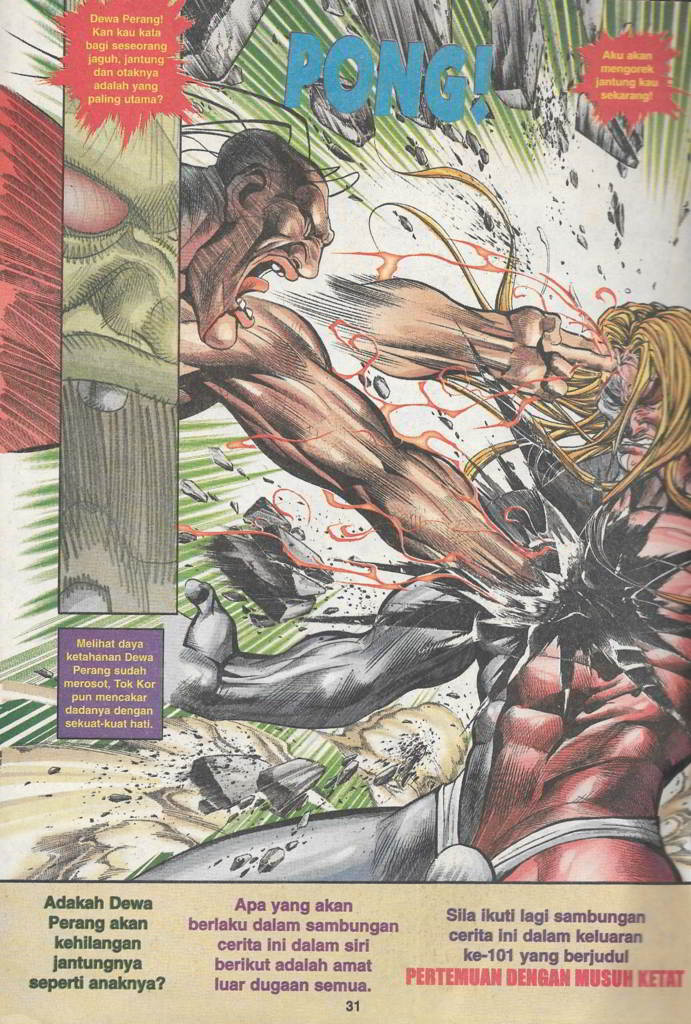 Dewa Perang!
Kan kau kata
bagi seseorang
jaguh, jantung
dan otaknya
adalah yang
paling utama?
PONG!
Aku akan
mengorek
jantung kau
sekarang!
Melihat daya
ketahanan Dewa
Perang sudah
merosot, Tok Kor
pun mencakar
dadanya dengan
sekuat-kuat hati.
Adakah Dewa
Perang akan
kehilangan
jantungnya
seperti anaknya?
Apa yang akan
berlaku dalam sambungan
cerita ini dalam siri
berikut adalah amat
luar dugaan semua.
Sila ikuti lagi sambungan
cerita ini dalam keluaran
ke-101 yang berjudul
PERTEMUAN DENGAN MUSUH KETAT
31